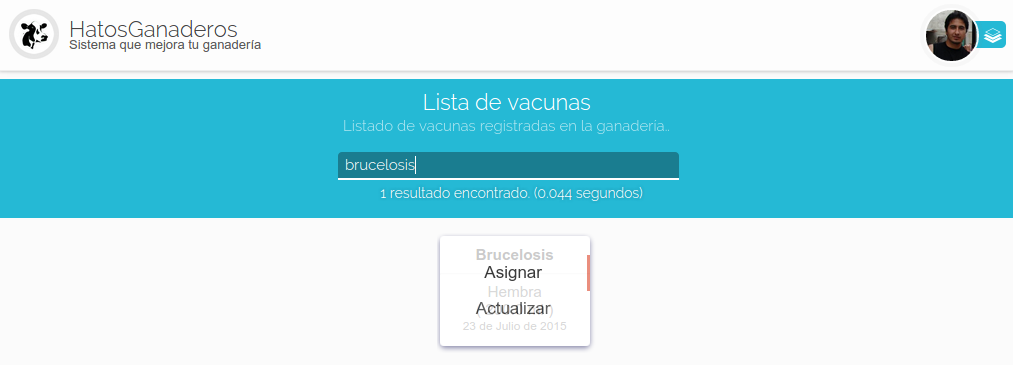 HatosGanaderos
Sistema que mejora tu ganadería
Lista de vacunas
Listado de vacunas registradas en la ganaderia..
brucelosis
1 resultado encontrado. (0.044 segundos)
Brucelosis
Asignar
Hembra
Actualizar
23 de Julio de 2015